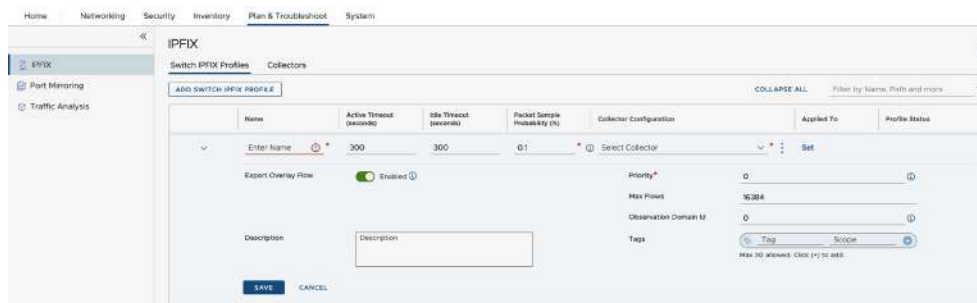 Home Networking Security Inventory Plan & Troubleshoot System
IPFIX
IPFIX
Switch IPFIX Profiles Collectors
Port Mirroring
Traffic Analysis
ADD SWITCH IPFIX PROFILE
COLLAPSE ALL Filter by Name, Path and more
Name Active Timeout (seconds) Idle Timeout (seconds) Packet Sample Probability (%) Collector Configuration Applied To Profile Status
Enter Name * 300 300 0.1 * Select Collector * Set
Export Overlay Flow Enabled Priority* 0
Max Flows 16384
Observation Domain Id 0
Description Description Tags Tag Scope
Max 30 allowed. Click (+) to add.
SAVE CANCEL